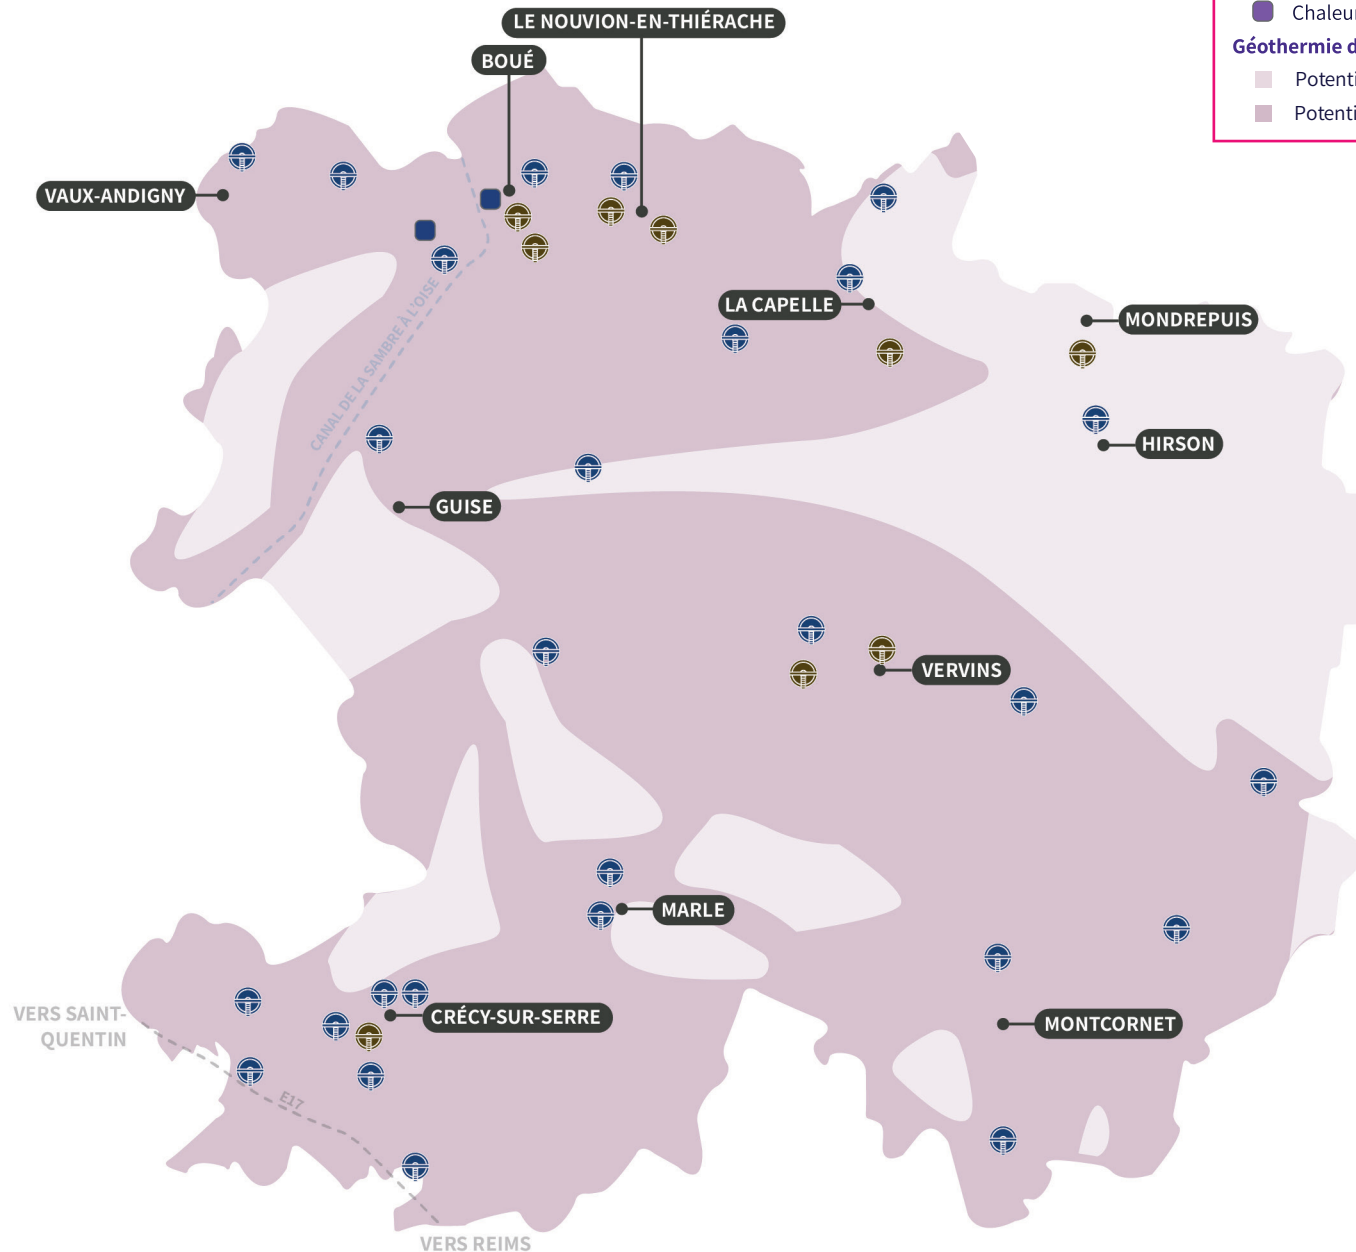 LE NOUVION-EN-THIÉRACHE
BOUÉ
Chaleur
Géothermie d
Potenti
Potenti
VAUX-ANDIGNY
CANAL DE LA SAMBRE À L'OISE
LA CAPELLE
MONDREPUIS
HIRSON
GUISE
VERVINS
MARLE
VERS SAINT-
QUENTIN
CRÉCY-SUR-SERRE
MONTCORNET
E17
VERS REIMS